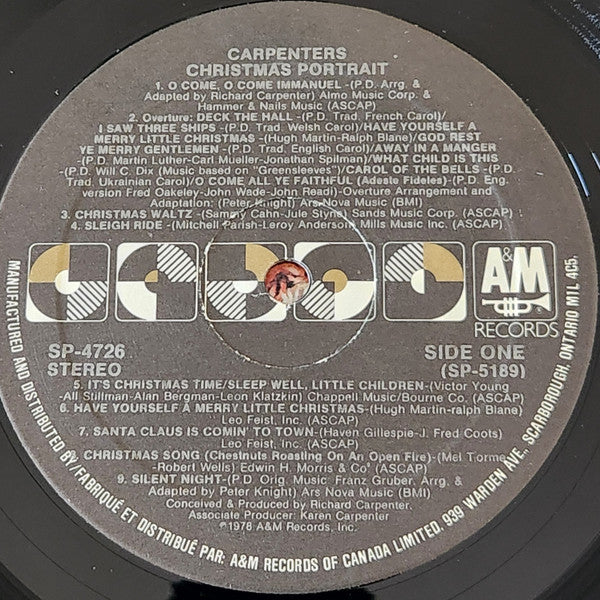 CARPENTERS
CHRISTMAS PORTRAIT
1. O COME, O COME IMMANUEL -(P.D. Arrg. &
Adapted by Richard Carpenter) Almo Music Corp. &
Hammer & Nails Music (ASCAP)
2. Overture: DECK THE HALL -(P.D. Trad. French Carol)/
I SAW THREE SHIPS -(P.D. Trad. Welsh Carol)/HAVE YOURSELF A
MERRY LITTLE CHRISTMAS -(Hugh Martin-Ralph Blane)/GOD REST
YE MERRY GENTLEMEN -(P.D. Trad. English Carol)/AWAY IN A MANGER
-(P.D. Martin Luther-Carl Mueller-Jonathan Spilman)/WHAT CHILD IS THIS
-(P.D. Will C. Dix (Music based on "Greensleeves")/CAROL OF THE BELLS -(P.D.
Trad. Ukrainian Carol)/O COME ALL YE FAITHFUL (Adeste Fideles) -(P.D. Eng.
version Fred Oakeley-John Wade-John Read)-Overture Arrangement and
Adaptation: (Peter Knight) Ars Nova Music (BMI)
3. CHRISTMAS WALTZ -(Sammy Cahn-Jule Styne) Sands Music Corp. (ASCAP)
4. SLEIGH RIDE -(Mitchell Parish-Leroy Anderson) Mills Music Inc. (ASCAP)
A&M
RECORDS
SP-4726
STEREO
SIDE ONE
(SP-5189)
5. IT'S CHRISTMAS TIME/SLEEP WELL, LITTLE CHILDREN -(Victor Young
-All Stillman-Alan Bergman-Leon Klatzkin) Chappell Music/Bourne Co. (ASCAP)
6. HAVE YOURSELF A MERRY LITTLE CHRISTMAS -(Hugh Martin-ralph Blane)
Leo Feist, Inc. (ASCAP)
7. SANTA CLAUS IS COMIN' TO TOWN -(Haven Gillespie-J. Fred Coots)
Leo Feist, Inc. (ASCAP)
CHRISTMAS SONG (Chestnuts Roasting On An Open Fire) -(Mel Torme
-Robert Wells) Edwin H. Morris & Co. (ASCAP)
9. SILENT NIGHT -(P.D. Orig. Music: Franz Gruber, Arrg. &
Adapted by Peter Knight) Ars Nova Music (BMI)
Conceived & Produced by Richard Carpenter.
Associate Producer: Karen Carpenter
℗1978 A&M Records, Inc.
MANUFACTURED AND DISTRIBUTED BY/FABRIQUÉ ET DISTRIBUÉ PAR: A&M RECORDS OF CANADA LIMITED, 939 WARDEN AVE., SCARBOROUGH, ONTARIO M1L 4C5.